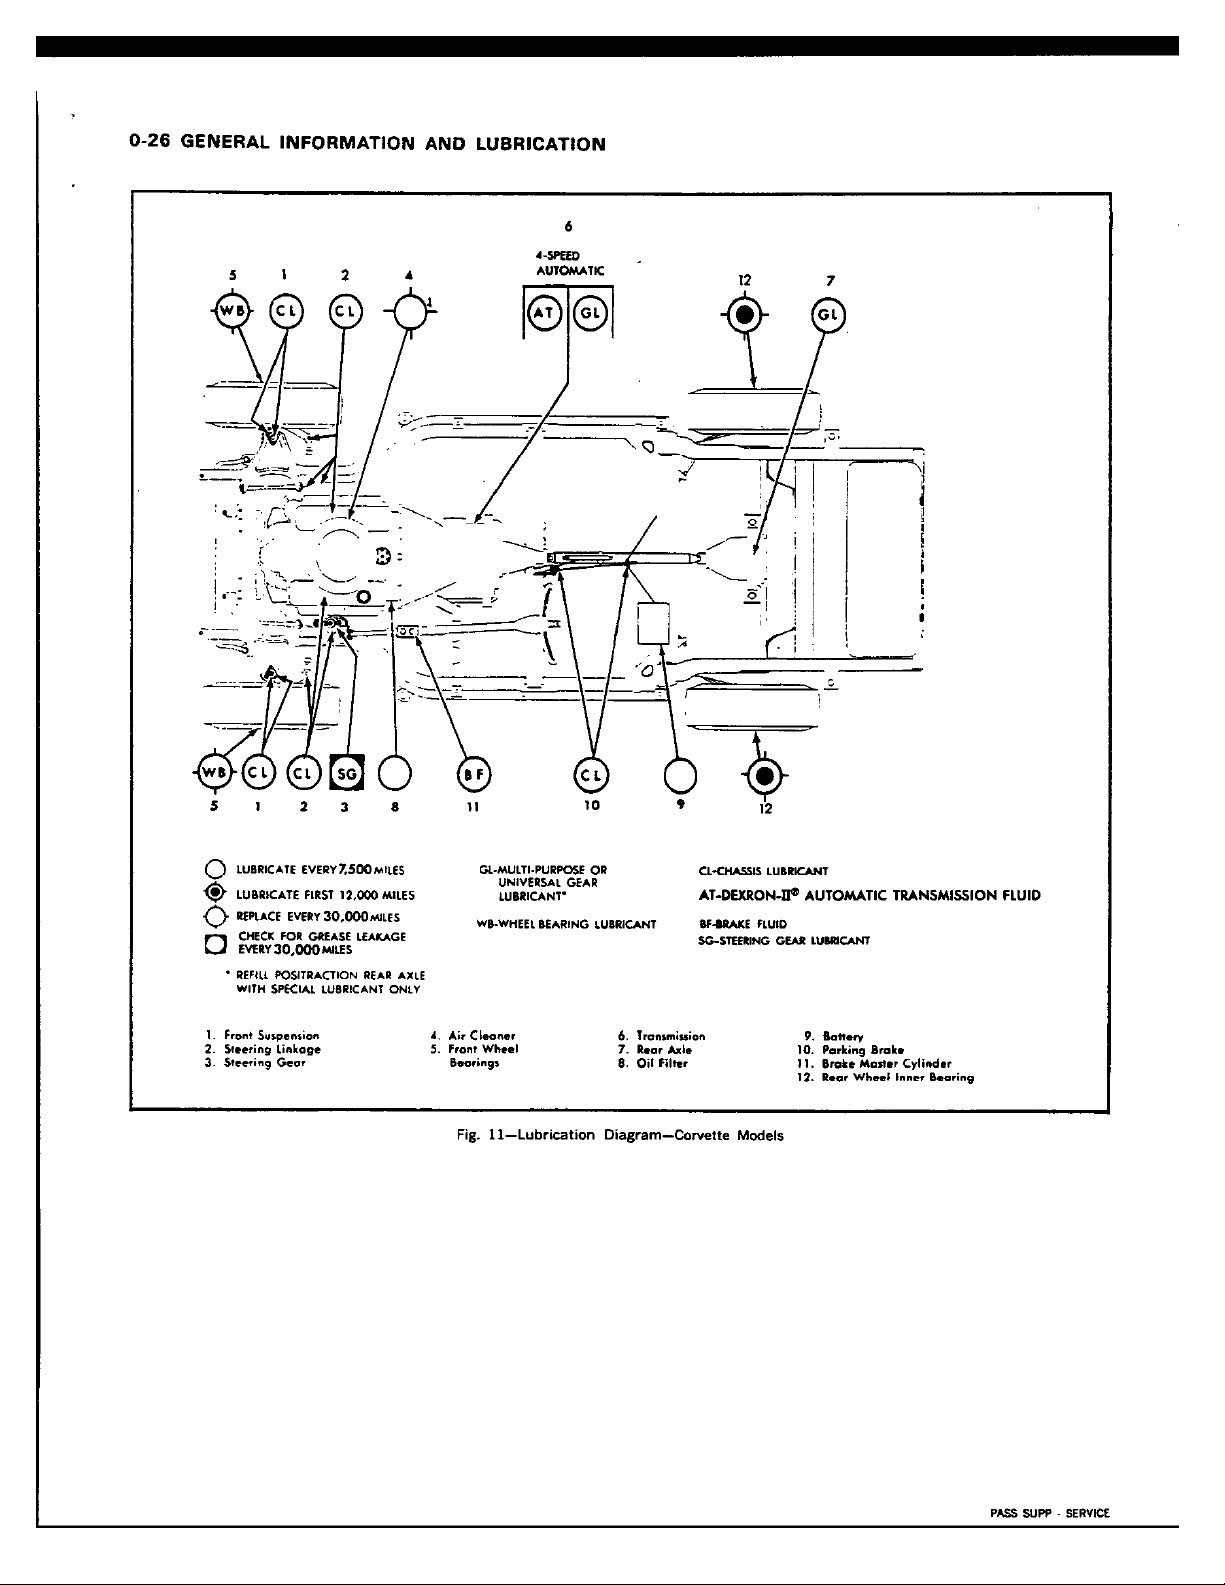 0-26 GENERAL INFORMATION AND LUBRICATION
6
4-SPEED
AUTOMATIC
5 1 2 4 12 7
WB CL CL 1 AT GL GL
WB CL CL SG BF CL
5 1 2 3 8 11 10 9 12
LUBRICATE EVERY 7,500 MILES
LUBRICATE FIRST 12,000 MILES
REPLACE EVERY 30,000 MILES
CHECK FOR GREASE LEAKAGE
EVERY 30,000 MILES
* REFILL POSITRACTION REAR AXLE
WITH SPECIAL LUBRICANT ONLY
GL-MULTI-PURPOSE OR
UNIVERSAL GEAR
LUBRICANT*
WB-WHEEL BEARING LUBRICANT
CL-CHASSIS LUBRICANT
AT-DEXRON-II® AUTOMATIC TRANSMISSION FLUID
BF-BRAKE FLUID
SG-STEERING GEAR LUBRICANT
1. Front Suspension
2. Steering Linkage
3. Steering Gear
4. Air Cleaner
5. Front Wheel
Bearings
6. Transmission
7. Rear Axle
8. Oil Filter
9. Battery
10. Parking Brake
11. Brake Master Cylinder
12. Rear Wheel Inner Bearing
Fig. 11—Lubrication Diagram—Corvette Models
PASS SUPP - SERVICE